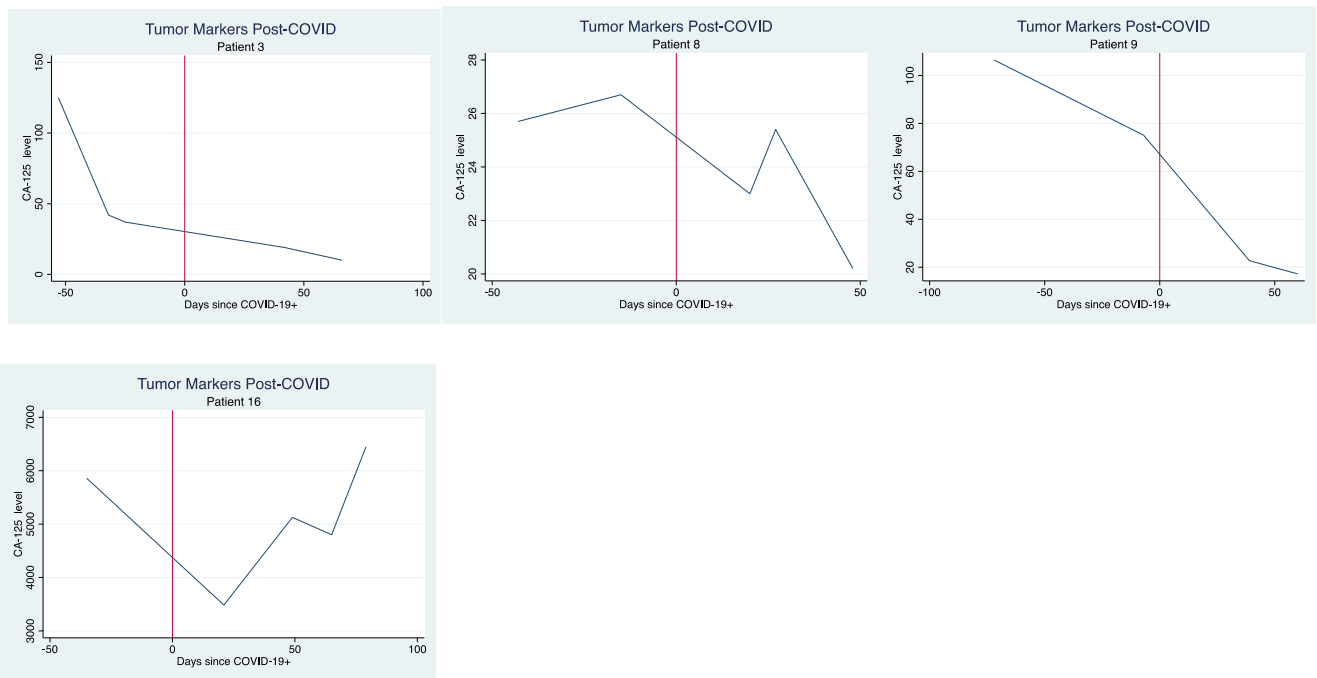 Tumor Markers Post-COVID
Patient 3
CA-125 level
150
100
50
0
-50 0 50 100
Days since COVID-19+
Tumor Markers Post-COVID
Patient 8
CA-125 level
28
26
24
22
20
-50 0 50
Days since COVID-19+
Tumor Markers Post-COVID
Patient 9
CA-125 level
100
80
60
40
20
-100 -50 0 50
Days since COVID-19+
Tumor Markers Post-COVID
Patient 16
CA-125 level
7000
6000
5000
4000
3000
-50 0 50 100
Days since COVID-19+